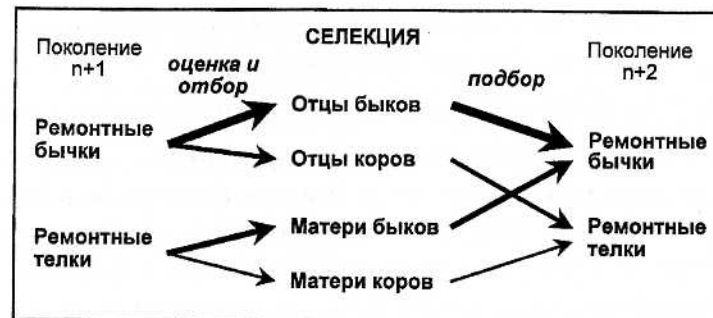 СЕЛЕКЦИЯ
Поколение
n+1
оценка и
отбор
подбор
Поколение
n+2
Ремонтные
бычки
Отцы быков
Отцы коров
Ремонтные
бычки
Ремонтные
телки
Матери быков
Матери коров
Ремонтные
телки